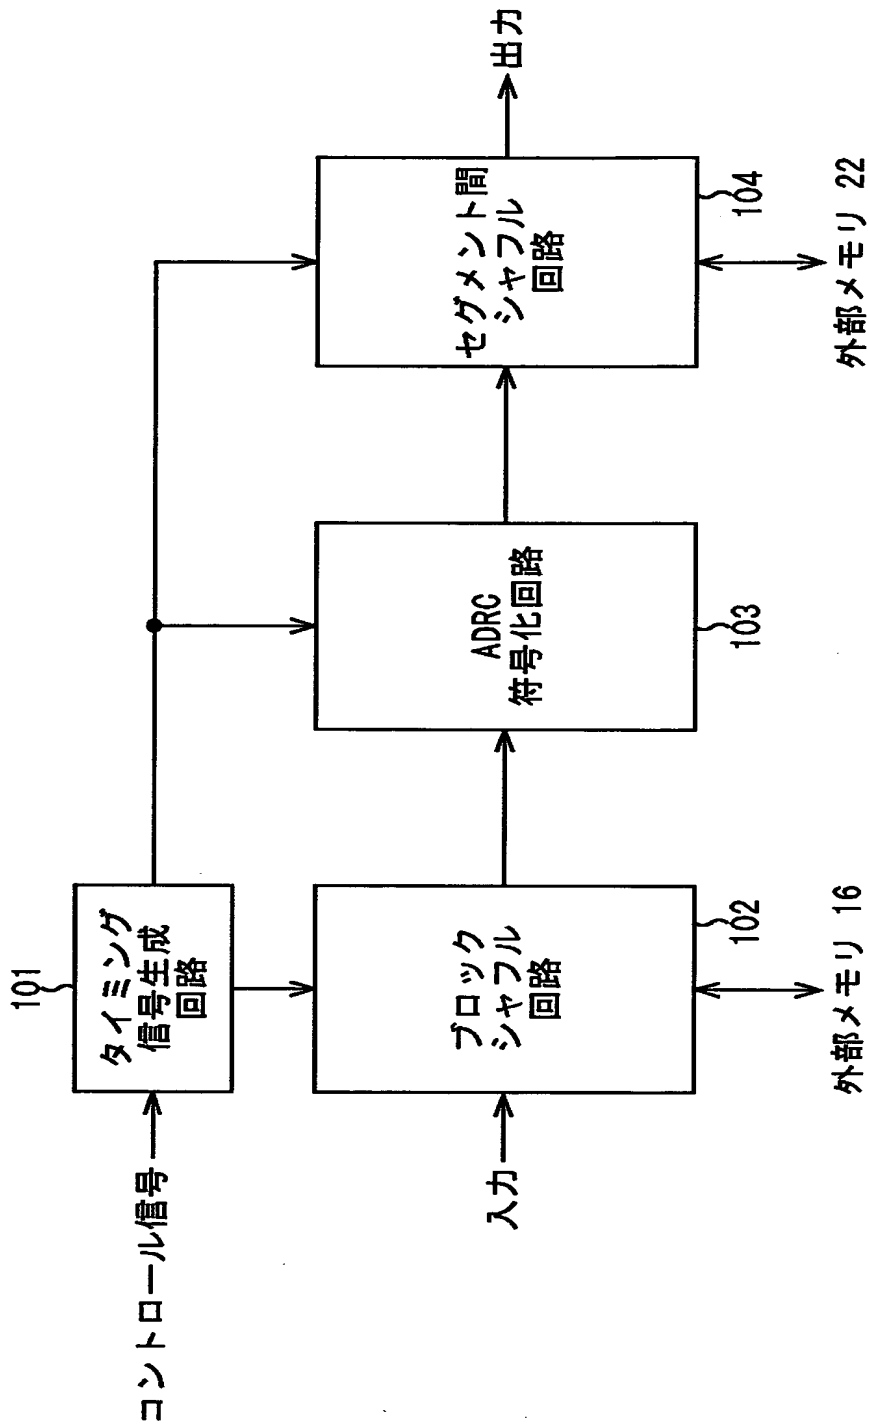 コントロール信号
101
タイミング
信号生成
回路
入力
ブロック
シャフル
回路
102
外部メモリ 16
ADRC
符号化回路
103
セグメント間
シャフル
回路
104
外部メモリ 22
出力